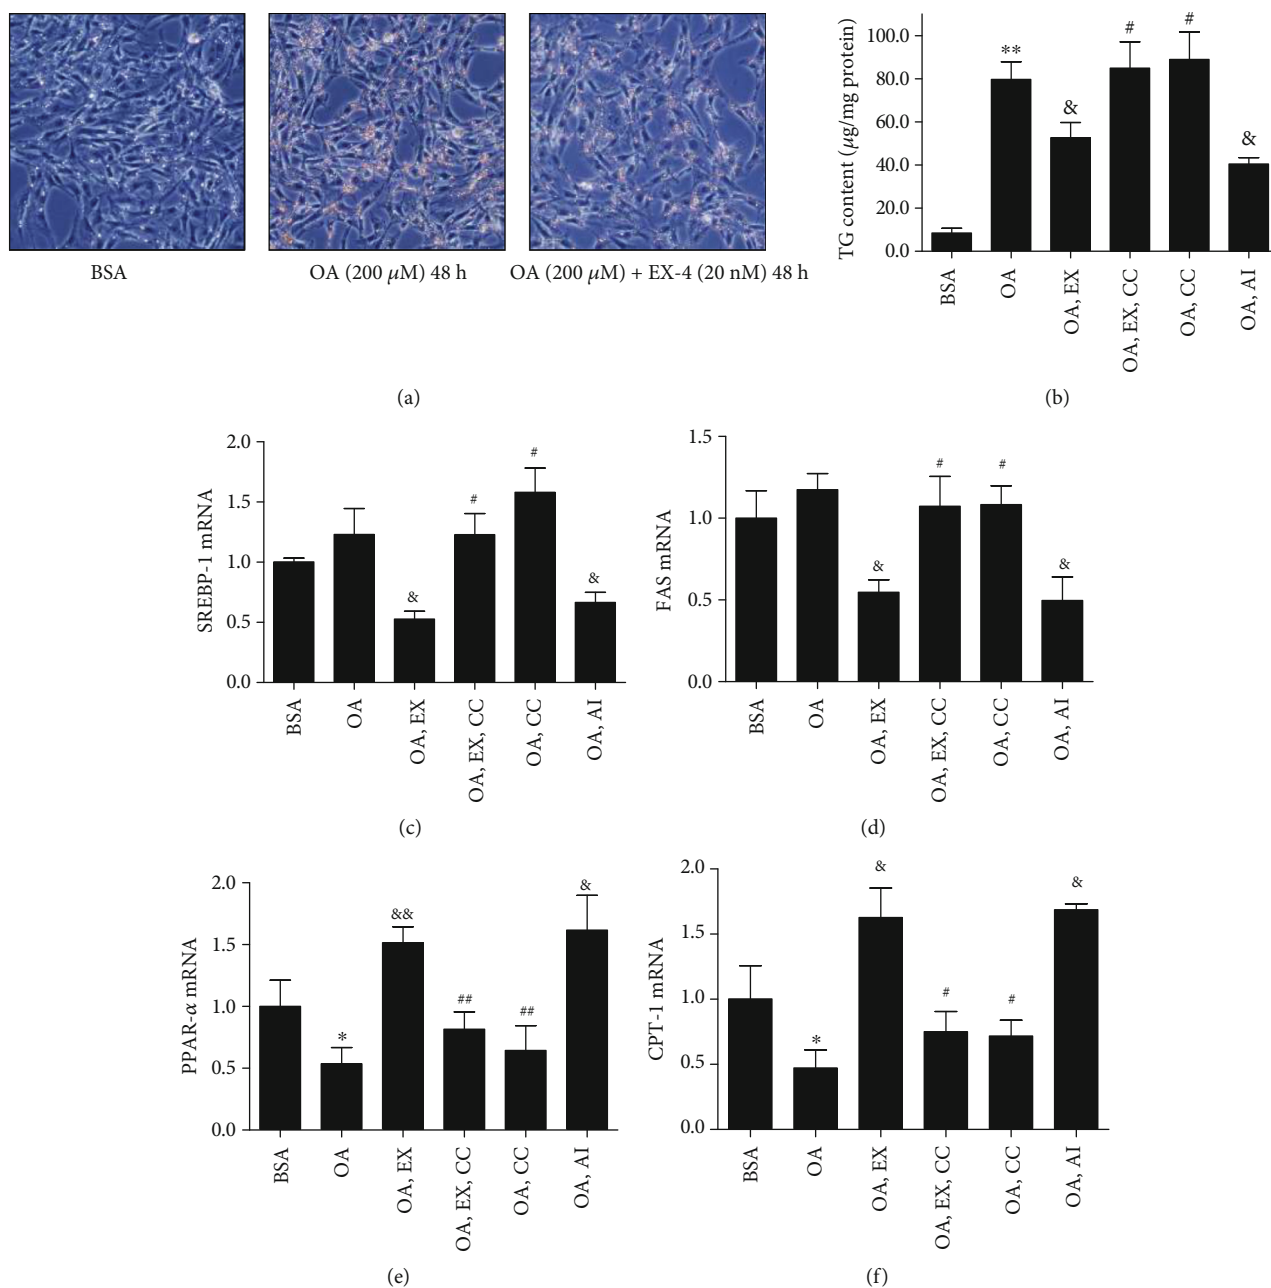 BSA
OA (200 μM) 48 h
OA (200 μM) + EX-4 (20 nM) 48 h
(a)
TG content (μg/mg protein)
100.0
80.0
60.0
40.0
20.0
0.0
**
&
#
#
&
BSA
OA
OA, EX
OA, EX, CC
OA, CC
OA, AI
(b)
SREBP-1 mRNA
2.0
1.5
1.0
0.5
0.0
&
#
#
&
BSA
OA
OA, EX
OA, EX, CC
OA, CC
OA, AI
(c)
FAS mRNA
1.5
1.0
0.5
0.0
&
#
#
&
BSA
OA
OA, EX
OA, EX, CC
OA, CC
OA, AI
(d)
PPAR-α mRNA
2.0
1.5
1.0
0.5
0.0
*
&&
##
##
&
BSA
OA
OA, EX
OA, EX, CC
OA, CC
OA, AI
(e)
CPT-1 mRNA
2.0
1.5
1.0
0.5
0.0
*
&
#
#
&
BSA
OA
OA, EX
OA, EX, CC
OA, CC
OA, AI
(f)